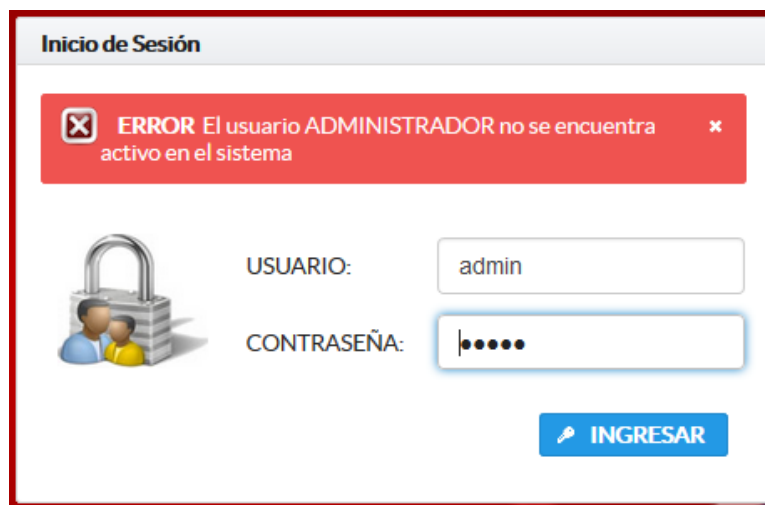 Inicio de Sesión
ERROR El usuario ADMINISTRADOR no se encuentra
activo en el sistema
USUARIO: admin
CONTRASEÑA: •••••
INGRESAR